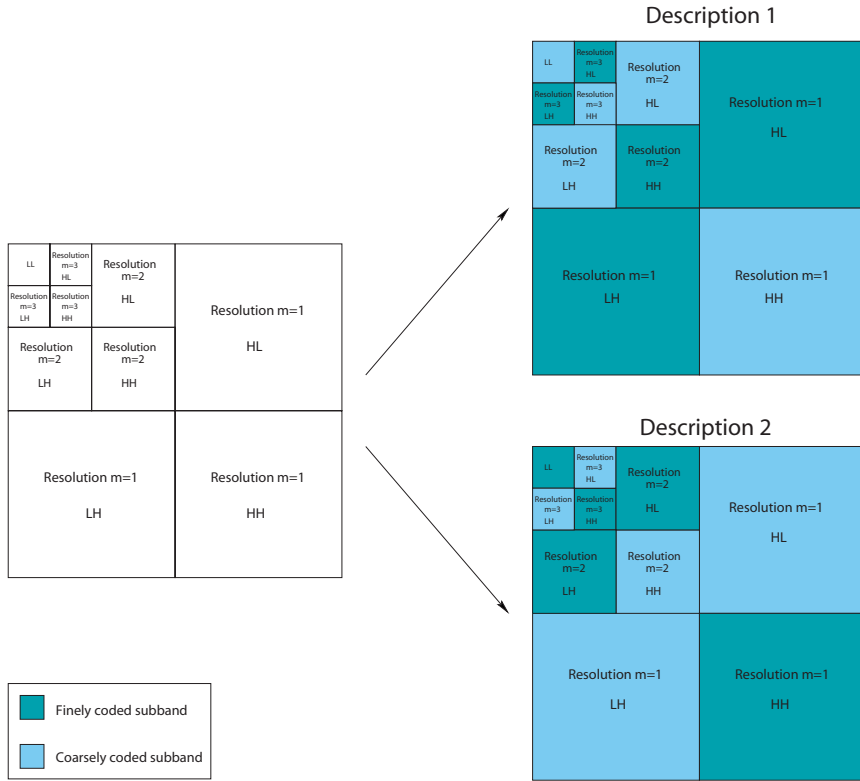 Description 1
LL
Resolution
m=3
HL
Resolution
m=2
HL
Resolution m=1
HL
Resolution
m=3
LH
Resolution
m=3
HH
Resolution
m=2
LH
Resolution
m=2
HH
Resolution m=1
LH
Resolution m=1
HH
LL
Resolution
m=3
HL
Resolution
m=2
HL
Resolution m=1
HL
Resolution
m=3
LH
Resolution
m=3
HH
Resolution
m=2
LH
Resolution
m=2
HH
Resolution m=1
LH
Resolution m=1
HH
Description 2
LL
Resolution
m=3
HL
Resolution
m=2
HL
Resolution m=1
HL
Resolution
m=3
LH
Resolution
m=3
HH
Resolution
m=2
LH
Resolution
m=2
HH
Resolution m=1
LH
Resolution m=1
HH
Finely coded subband
Coarsely coded subband